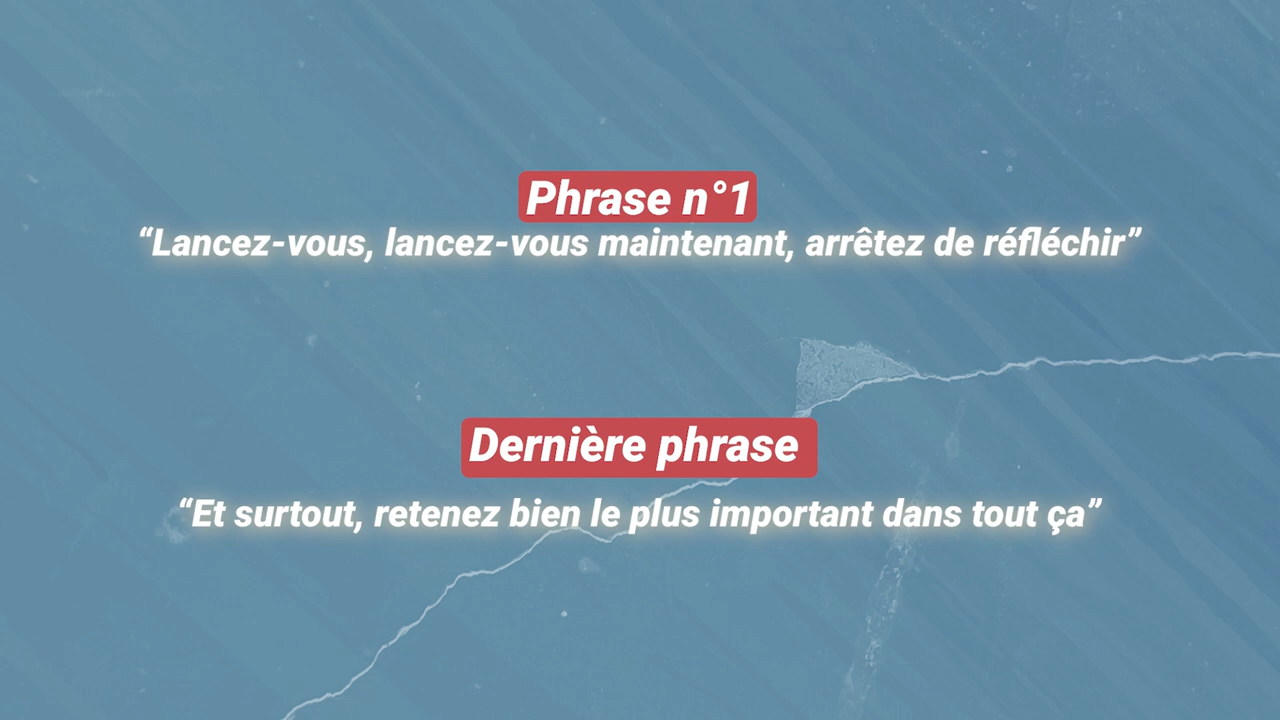 Phrase n°1
“Lancez-vous, lancez-vous maintenant, arrêtez de réfléchir”
Dernière phrase
“Et surtout, retenez bien le plus important dans tout ça”